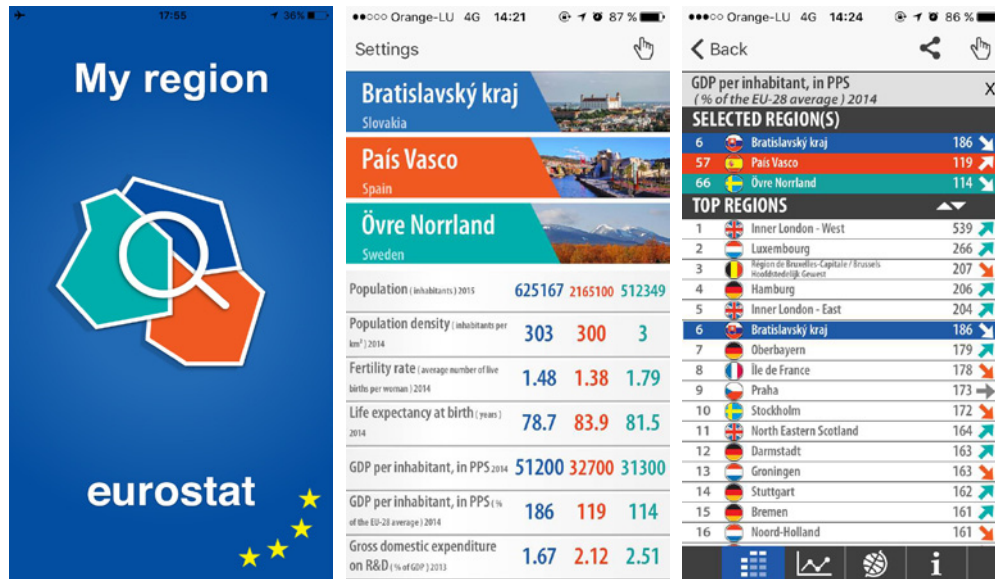 17:55
36%
My region
eurostat
Orange-LU 4G 14:21 87 %
Settings
Bratislavský kraj
Slovakia
País Vasco
Spain
Övre Norrland
Sweden
Population ( inhabitants ) 2015 625167 2165100 512349
Population density ( inhabitants per
km² ) 2014 303 300 3
Fertility rate ( average number of live
births per woman ) 2014 1.48 1.38 1.79
Life expectancy at birth ( years )
2014 78.7 83.9 81.5
GDP per inhabitant, in PPS 2014 51200 32700 31300
GDP per inhabitant, in PPS ( %
of the EU-28 average ) 2014 186 119 114
Gross domestic expenditure
on R&D ( % of GDP ) 2013 1.67 2.12 2.51
Orange-LU 4G 14:24 86 %
Back
GDP per inhabitant, in PPS
( % of the EU-28 average ) 2014 X
SELECTED REGION(S)
6 Bratislavský kraj 186
57 País Vasco 119
66 Övre Norrland 114
TOP REGIONS
1 Inner London - West 539
2 Luxembourg 266
3 Région de Bruxelles-Capitale / Brussels
Hoofdstedelijk Gewest 207
4 Hamburg 206
5 Inner London - East 204
6 Bratislavský kraj 186
7 Oberbayern 179
8 Île de France 178
9 Praha 173
10 Stockholm 172
11 North Eastern Scotland 164
12 Darmstadt 163
13 Groningen 163
14 Stuttgart 162
15 Bremen 161
16 Noord-Holland 161